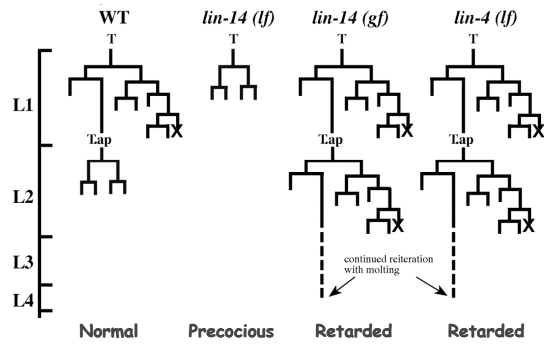 WT lin-14 (lf) lin-14 (gf) lin-4 (lf)
T T T T
L1
X X X
T.ap T.ap T.ap
L2
X X
L3
continued reiteration
with molting
L4
Normal Precocious Retarded Retarded